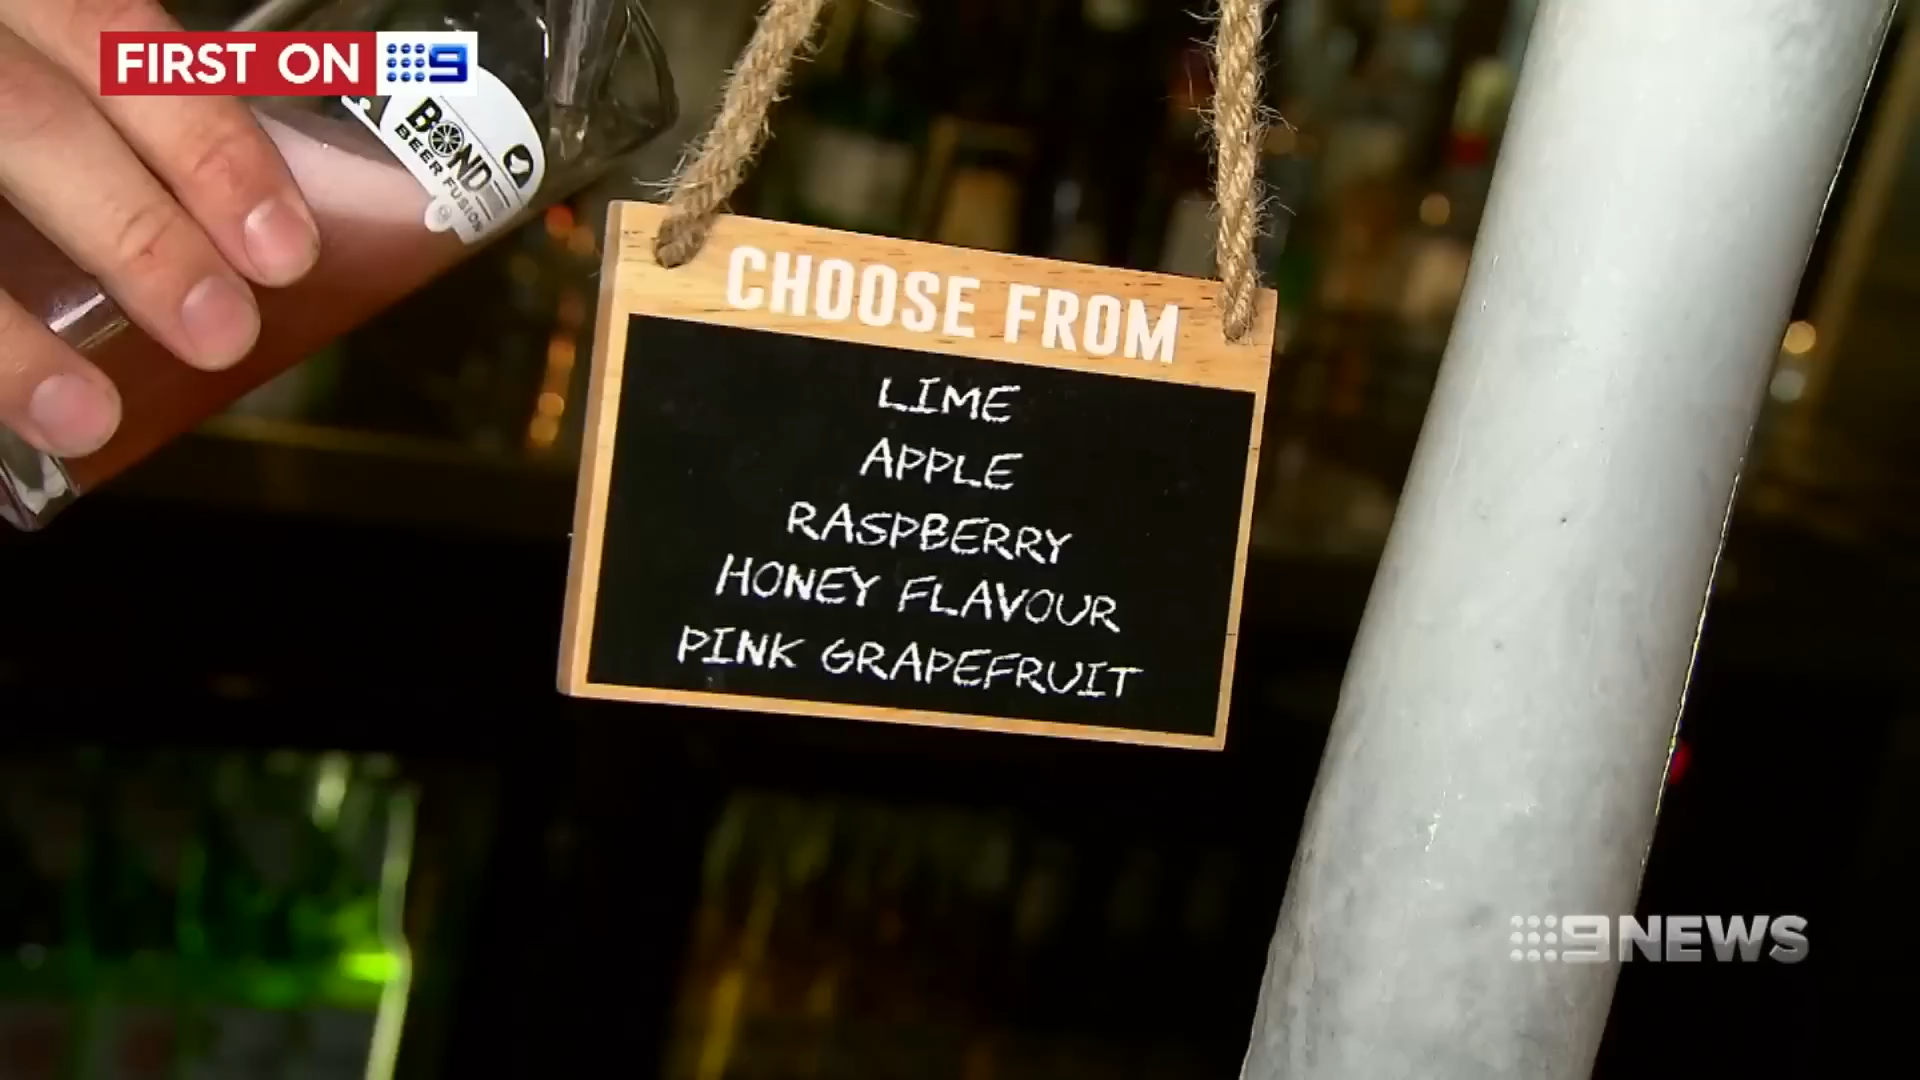 FIRST ON 9
BOND
BEER FUSION
CHOOSE FROM
LIME
APPLE
RASPBERRY
HONEY FLAVOUR
PINK GRAPEFRUIT
9NEWS